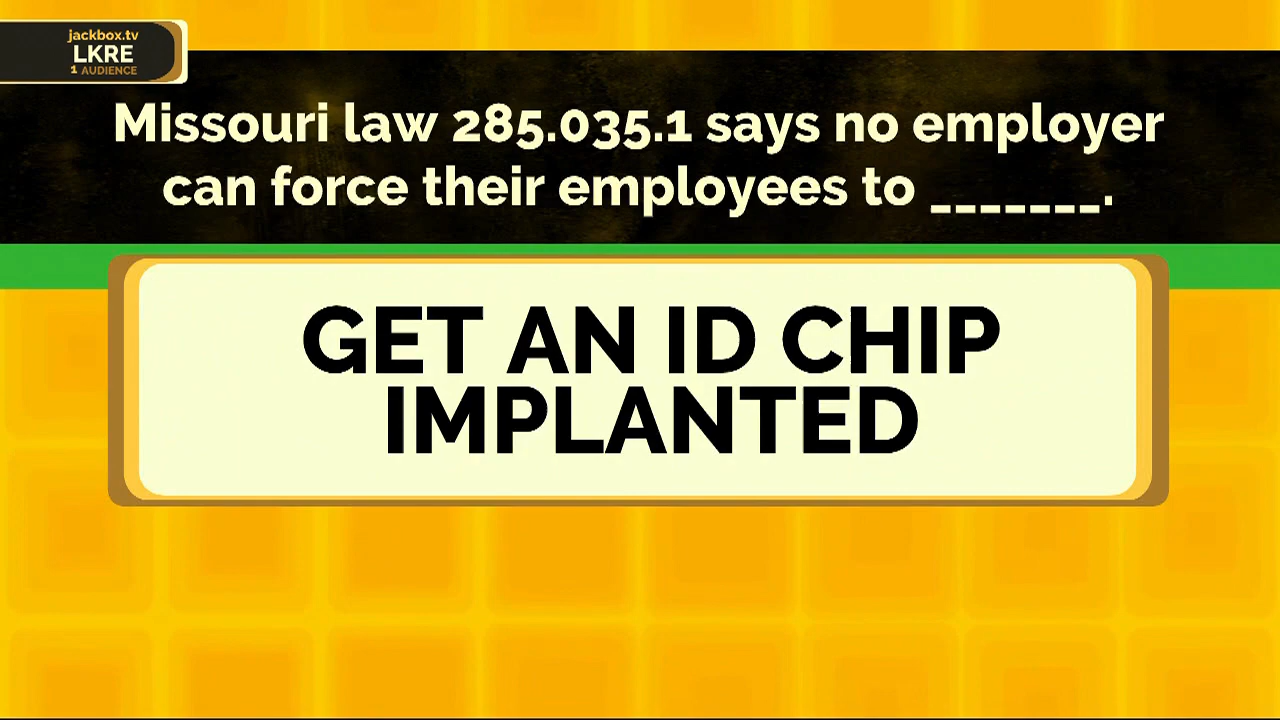 jackbox.tv
LKRE
1 AUDIENCE
Missouri law 285.035.1 says no employer
can force their employees to _______.
GET AN ID CHIP
IMPLANTED